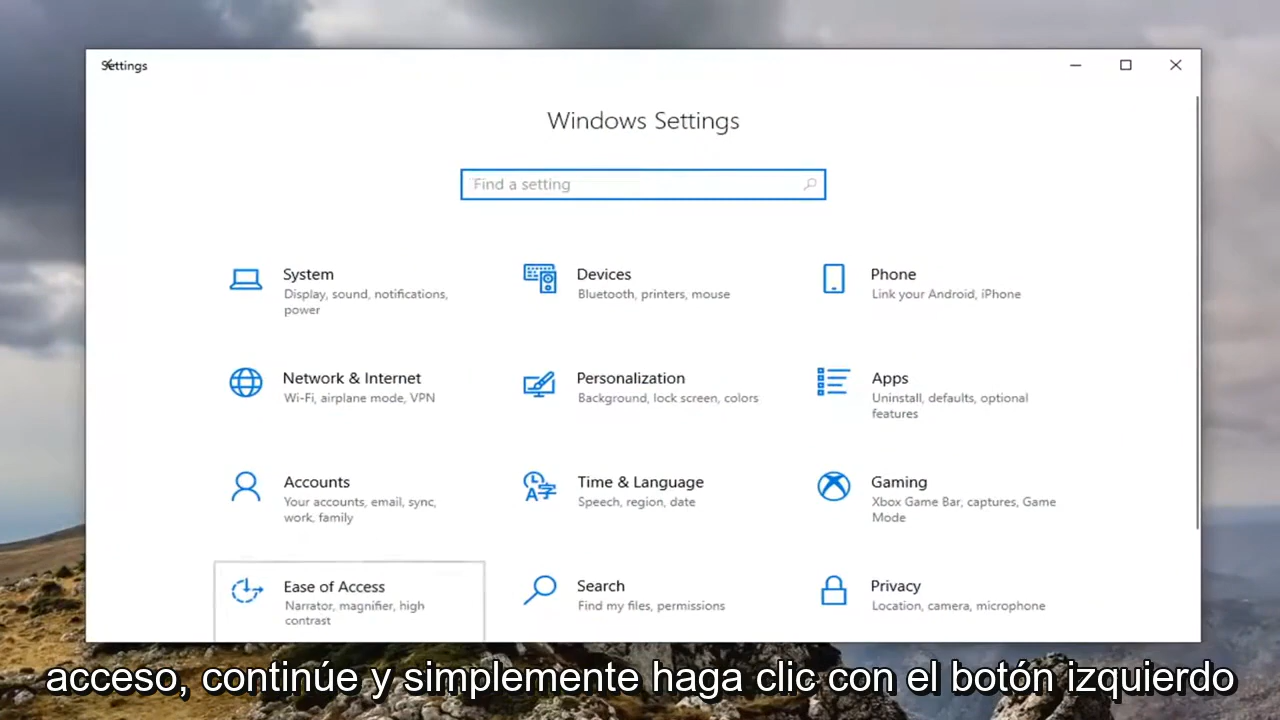 Settings
Windows Settings
Find a setting
System
Display, sound, notifications,
power
Devices
Bluetooth, printers, mouse
Phone
Link your Android, iPhone
Network & Internet
Wi-Fi, airplane mode, VPN
Personalization
Background, lock screen, colors
Apps
Uninstall, defaults, optional
features
Accounts
Your accounts, email, sync,
work, family
Time & Language
Speech, region, date
Gaming
Xbox Game Bar, captures, Game
Mode
Ease of Access
Narrator, magnifier, high
contrast
Search
Find my files, permissions
Privacy
Location, camera, microphone
acceso, continúe y simplemente haga clic con el botón izquierdo